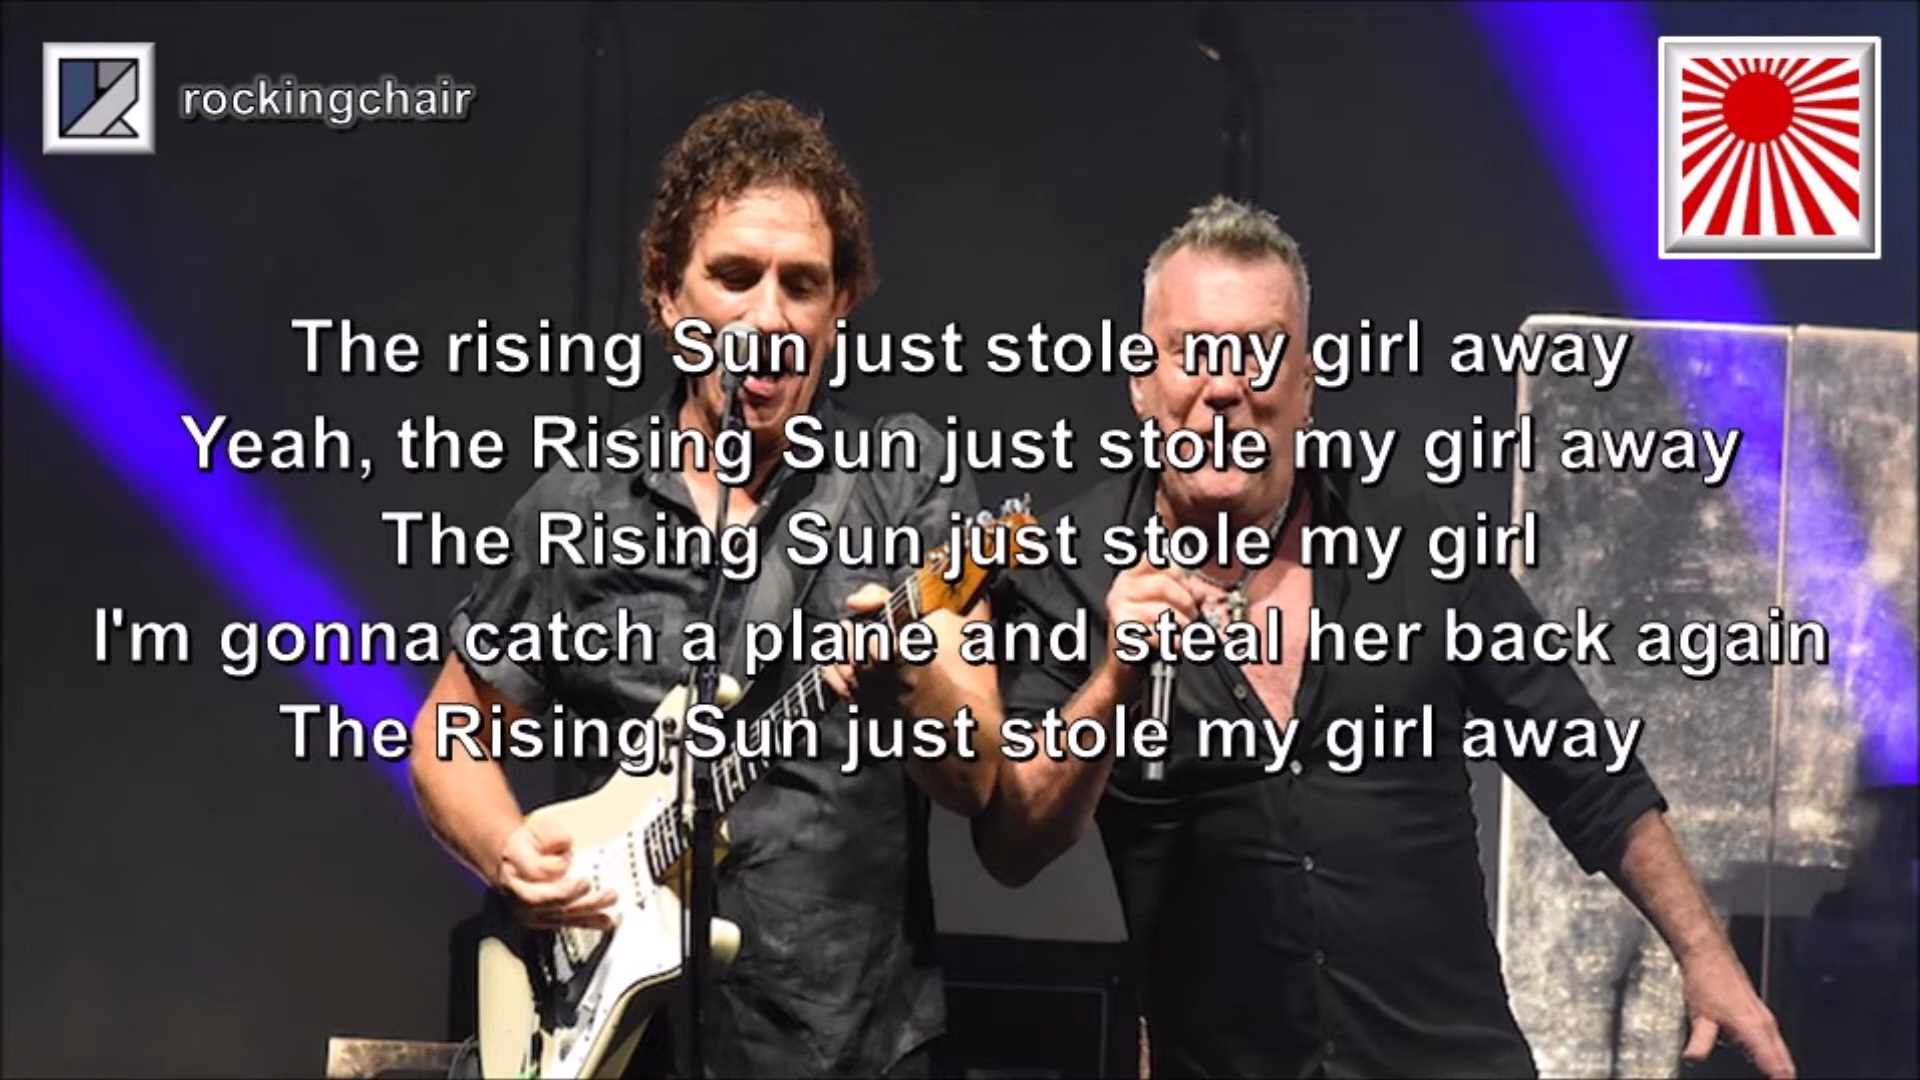 rockingchair
The rising Sun just stole my girl away
Yeah, the Rising Sun just stole my girl away
The Rising Sun just stole my girl
I'm gonna catch a plane and steal her back again
The Rising Sun just stole my girl away